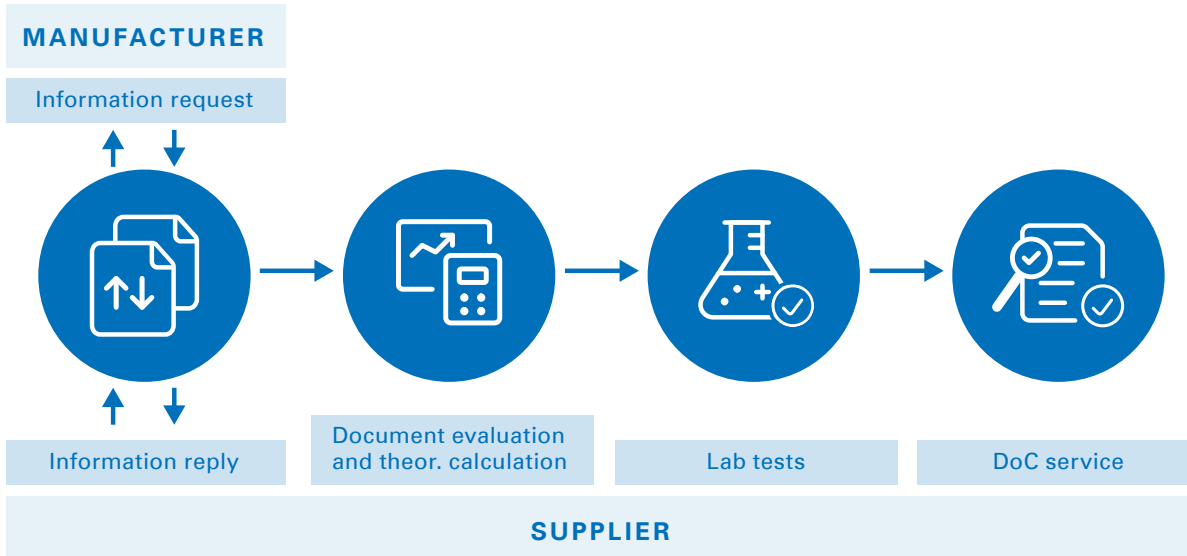 MANUFACTURER
Information request
Information reply
Document evaluation
and theor. calculation
Lab tests
DoC service
SUPPLIER